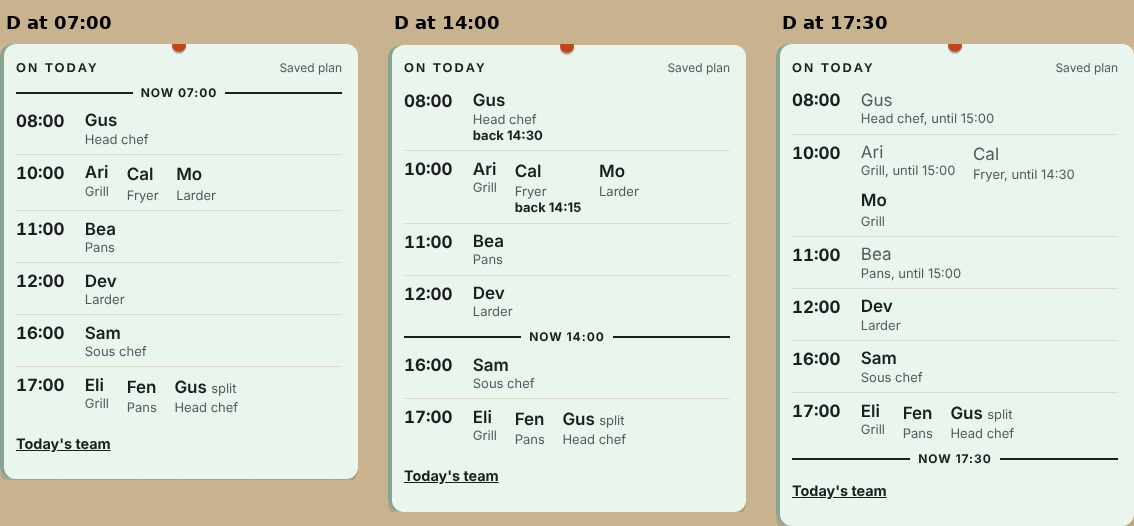 D at 07:00
ON TODAY Saved plan
NOW 07:00
08:00 Gus
Head chef
10:00 Ari Cal Mo
Grill Fryer Larder
11:00 Bea
Pans
12:00 Dev
Larder
16:00 Sam
Sous chef
17:00 Eli Fen Gus split
Grill Pans Head chef
Today's team
D at 14:00
ON TODAY Saved plan
08:00 Gus
Head chef
back 14:30
10:00 Ari Cal Mo
Grill Fryer Larder
back 14:15
11:00 Bea
Pans
12:00 Dev
Larder
NOW 14:00
16:00 Sam
Sous chef
17:00 Eli Fen Gus split
Grill Pans Head chef
Today's team
D at 17:30
ON TODAY Saved plan
08:00 Gus
Head chef, until 15:00
10:00 Ari Cal
Grill, until 15:00 Fryer, until 14:30
Mo
Grill
11:00 Bea
Pans, until 15:00
12:00 Dev
Larder
16:00 Sam
Sous chef
17:00 Eli Fen Gus split
Grill Pans Head chef
NOW 17:30
Today's team